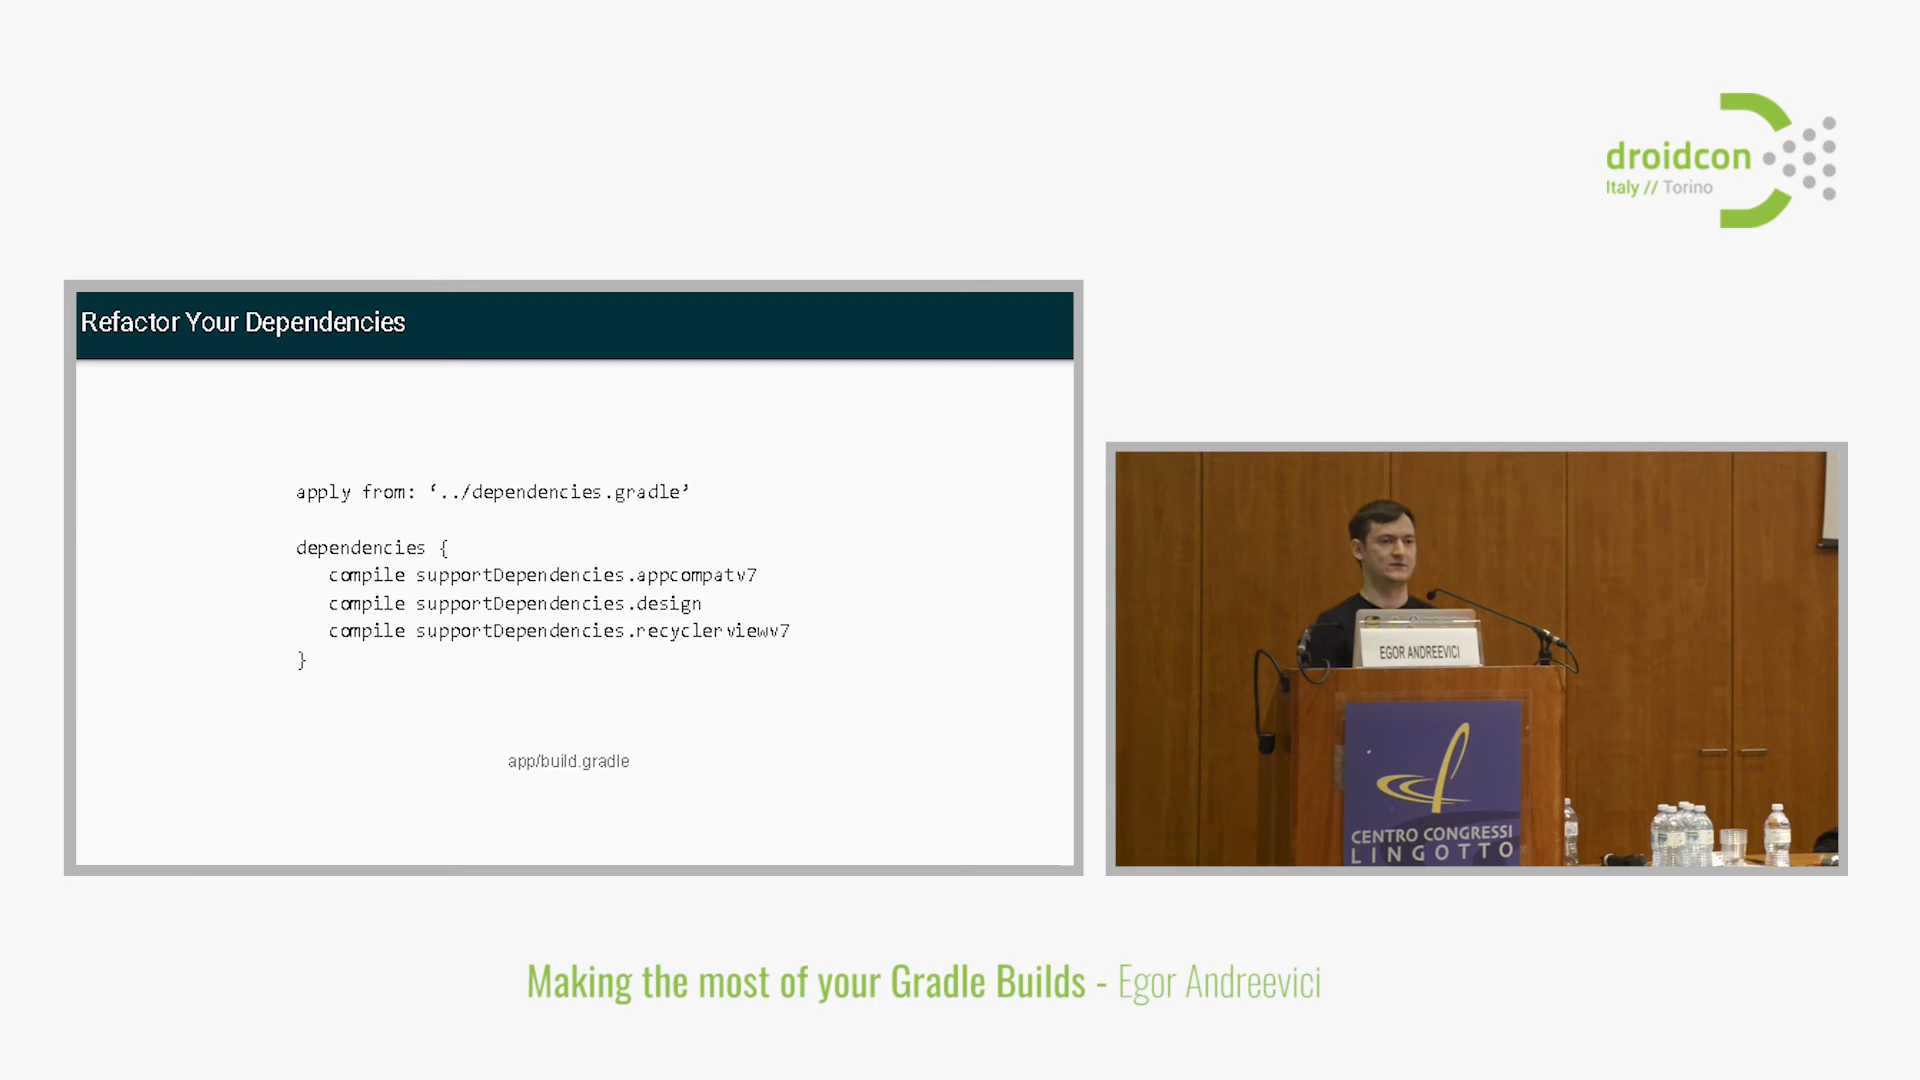 droidcon
Italy // Torino
Refactor Your Dependencies
apply from: ‘../dependencies.gradle’
dependencies {
compile supportDependencies.appcompatv7
compile supportDependencies.design
compile supportDependencies.recyclerviewv7
}
app/build.gradle
EGOR ANDREEVICI
CENTRO CONGRESSI
LINGOTTO
Making the most of your Gradle Builds - Egor Andreevici